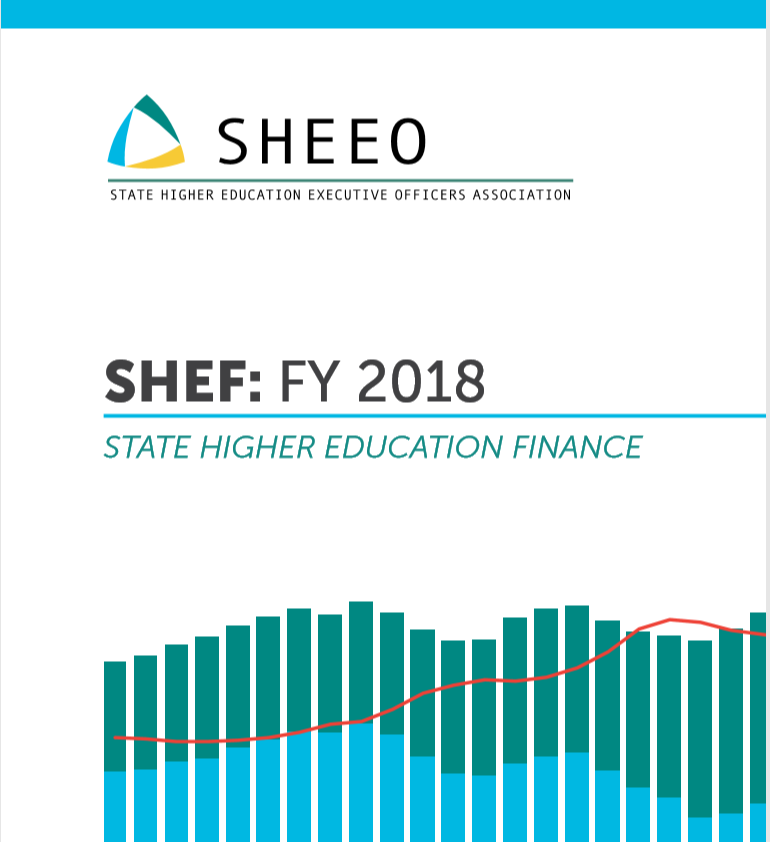 SHEEO
STATE HIGHER EDUCATION EXECUTIVE OFFICERS ASSOCIATION
SHEF: FY 2018
STATE HIGHER EDUCATION FINANCE